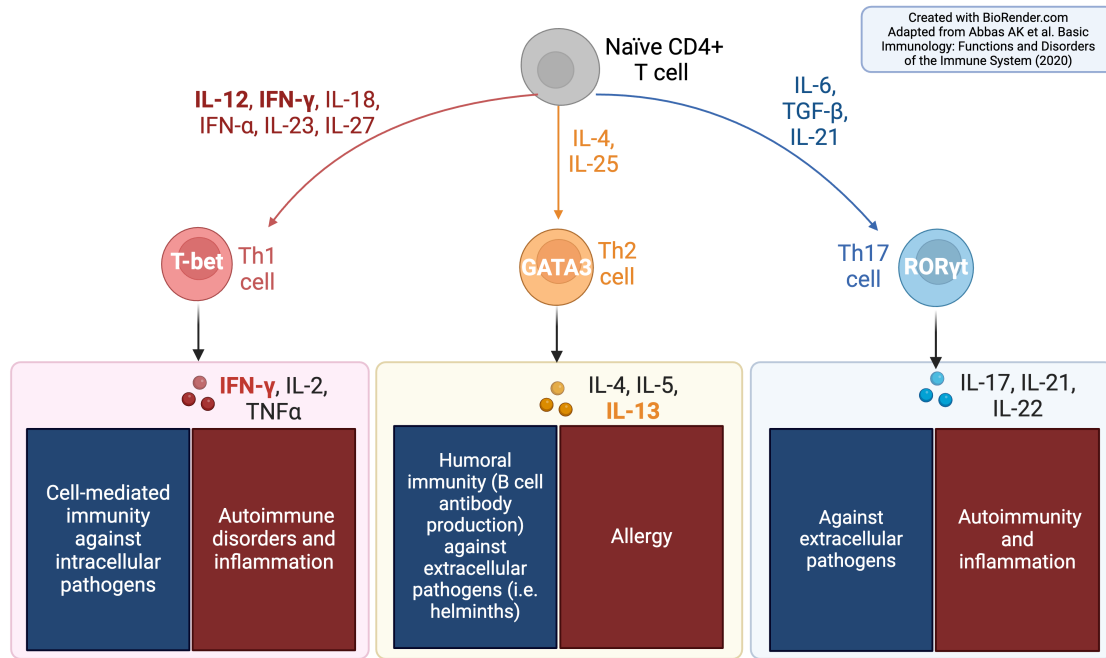 Created with BioRender.com
Adapted from Abbas AK et al. Basic
Immunology: Functions and Disorders
of the Immune System (2020)
Naïve CD4+
T cell
IL-12, IFN-γ, IL-18,
IFN-α, IL-23, IL-27
IL-4,
IL-25
IL-6,
TGF-β,
IL-21
T-bet
Th1
cell
GATA3
Th2
cell
Th17
cell
RORγt
IFN-γ, IL-2,
TNFα
Cell-mediated
immunity
against
intracellular
pathogens
Autoimmune
disorders and
inflammation
IL-4, IL-5,
IL-13
Humoral
immunity (B cell
antibody
production)
against
extracellular
pathogens (i.e.
helminths)
Allergy
IL-17, IL-21,
IL-22
Against
extracellular
pathogens
Autoimmunity
and
inflammation